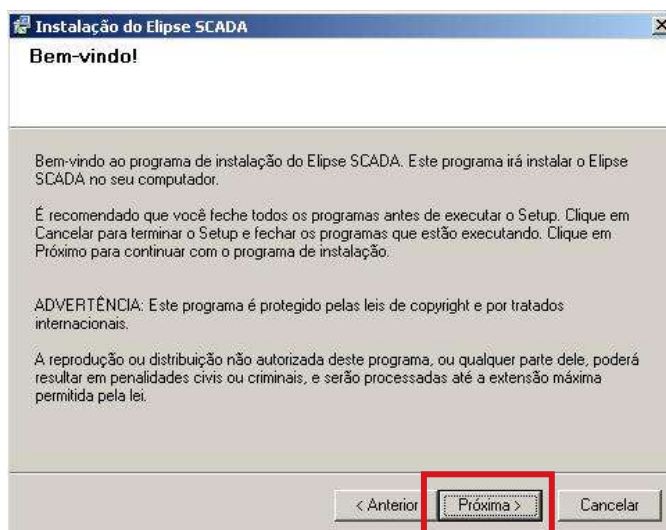 Instalação do Elipse SCADA
Bem-vindo!
Bem-vindo ao programa de instalação do Elipse SCADA. Este programa irá instalar o Elipse
SCADA no seu computador.
É recomendado que você feche todos os programas antes de executar o Setup. Clique em
Cancelar para terminar o Setup e fechar os programas que estão executando. Clique em
Próximo para continuar com o programa de instalação.
ADVERTÊNCIA: Este programa é protegido pelas leis de copyright e por tratados
internacionais.
A reprodução ou distribuição não autorizada deste programa, ou qualquer parte dele, poderá
resultar em penalidades civis ou criminais, e serão processadas até a extensão máxima
permitida pela lei.
< Anterior Próxima > Cancelar